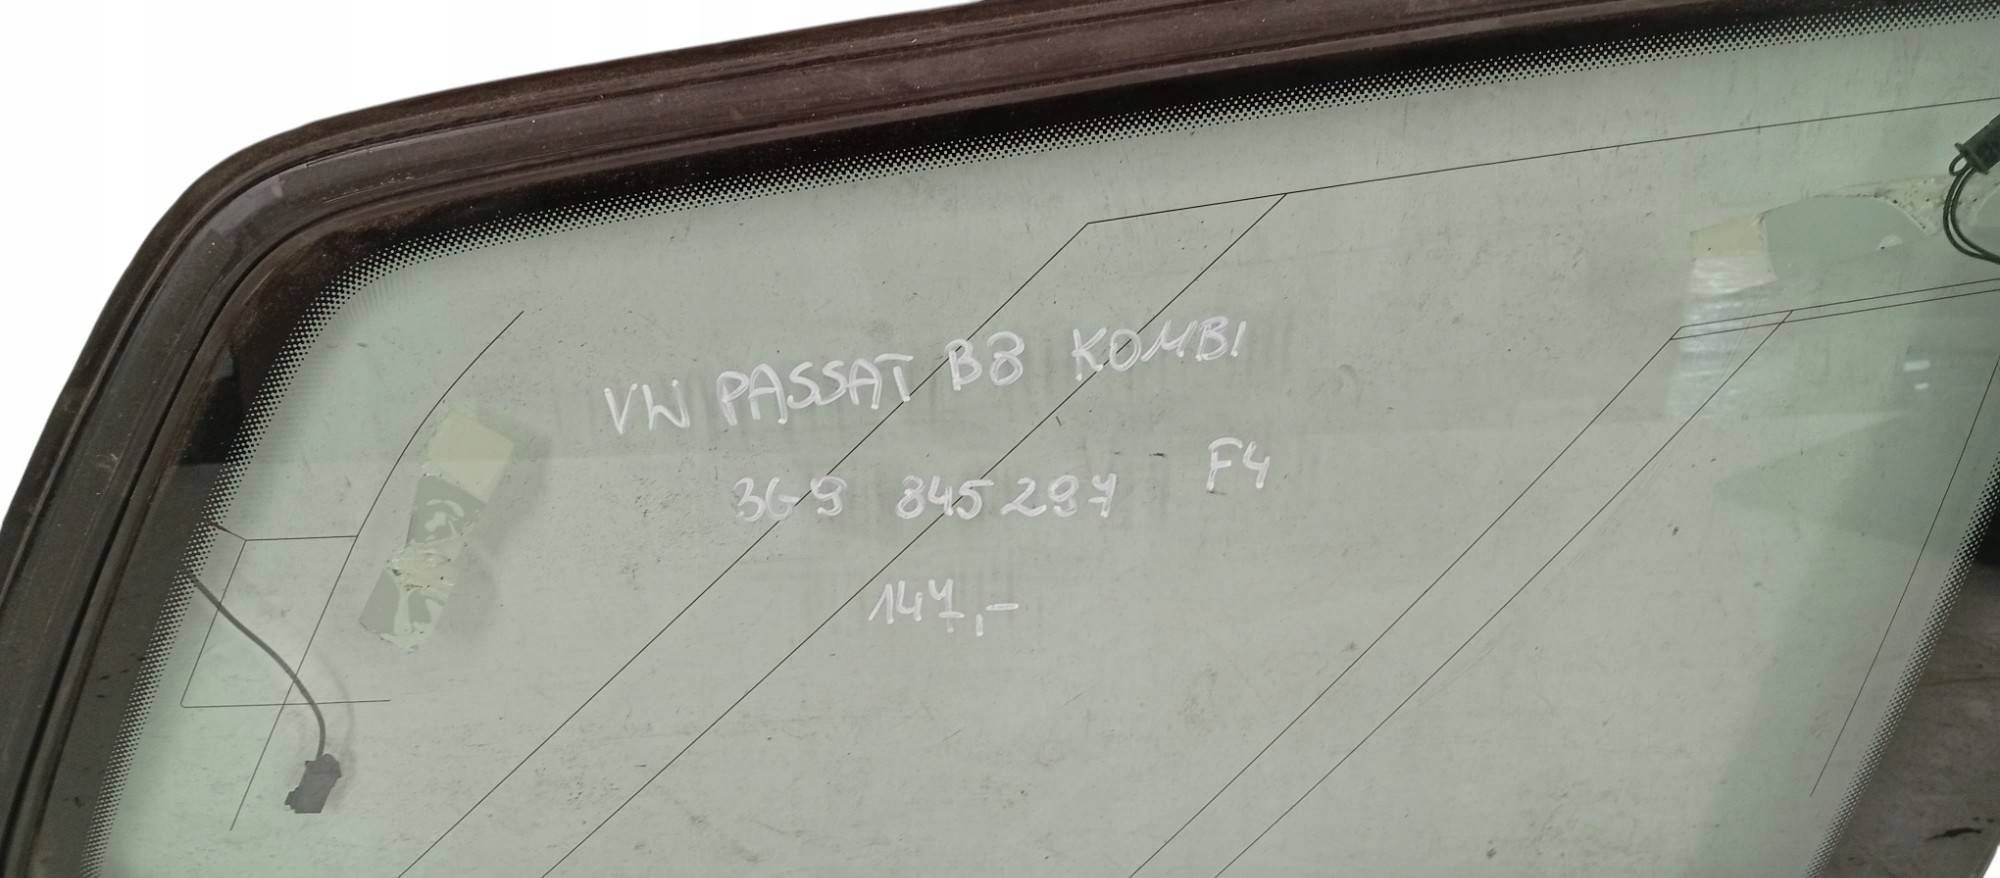 VW PASSAT B8 KOMBI
3G9 845 297 F4
147,-